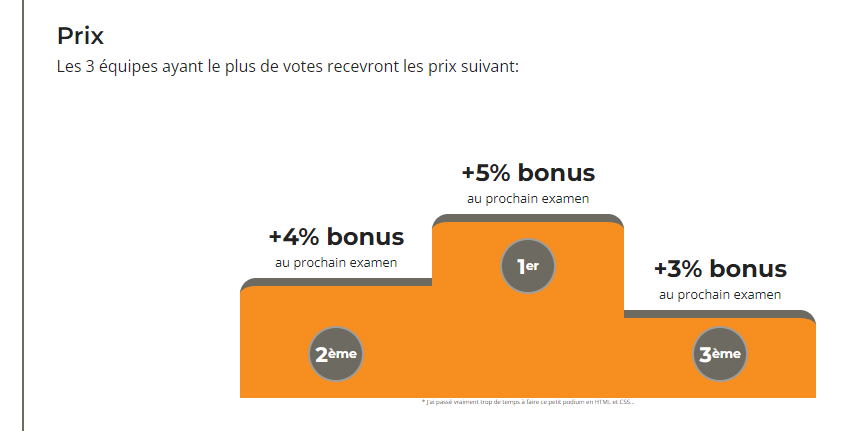 Prix
Les 3 équipes ayant le plus de votes recevront les prix suivant:
+5% bonus
au prochain examen
+4% bonus
au prochain examen
1er
+3% bonus
au prochain examen
2ème
3ème
* J'ai passé vraiment trop de temps à faire ce petit podium en HTML et CSS...